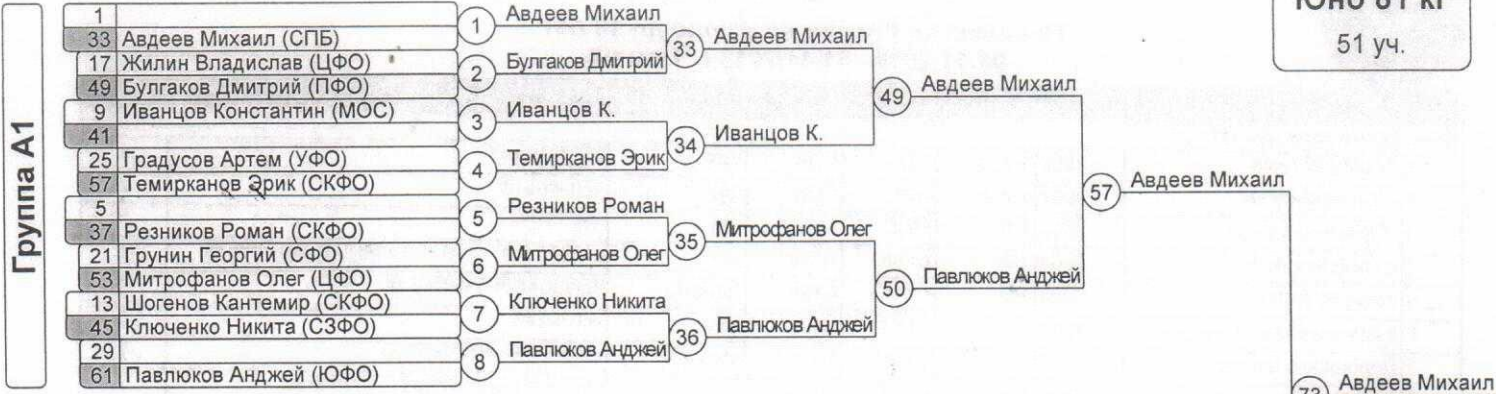 Юно 81 кг
51 уч.
Группа А1
1
33 Авдеев Михаил (СПБ)
17 Жилин Владислав (ЦФО)
49 Булгаков Дмитрий (ПФО)
9 Иванцов Константин (МОС)
41
25 Градусов Артем (УФО)
57 Темирканов Эрик (СКФО)
5
37 Резников Роман (СКФО)
21 Грунин Георгий (СФО)
53 Митрофанов Олег (ЦФО)
13 Шогенов Кантемир (СКФО)
45 Ключенко Никита (СЗФО)
29
61 Павлюков Анджей (ЮФО)
1 Авдеев Михаил
2 Булгаков Дмитрий
3 Иванцов К.
4 Темирканов Эрик
5 Резников Роман
6 Митрофанов Олег
7 Ключенко Никита
8 Павлюков Анджей
33 Авдеев Михаил
34 Иванцов К.
35 Митрофанов Олег
36 Павлюков Анджей
49 Авдеев Михаил
50 Павлюков Анджей
57 Авдеев Михаил
73 Авдеев Михаил